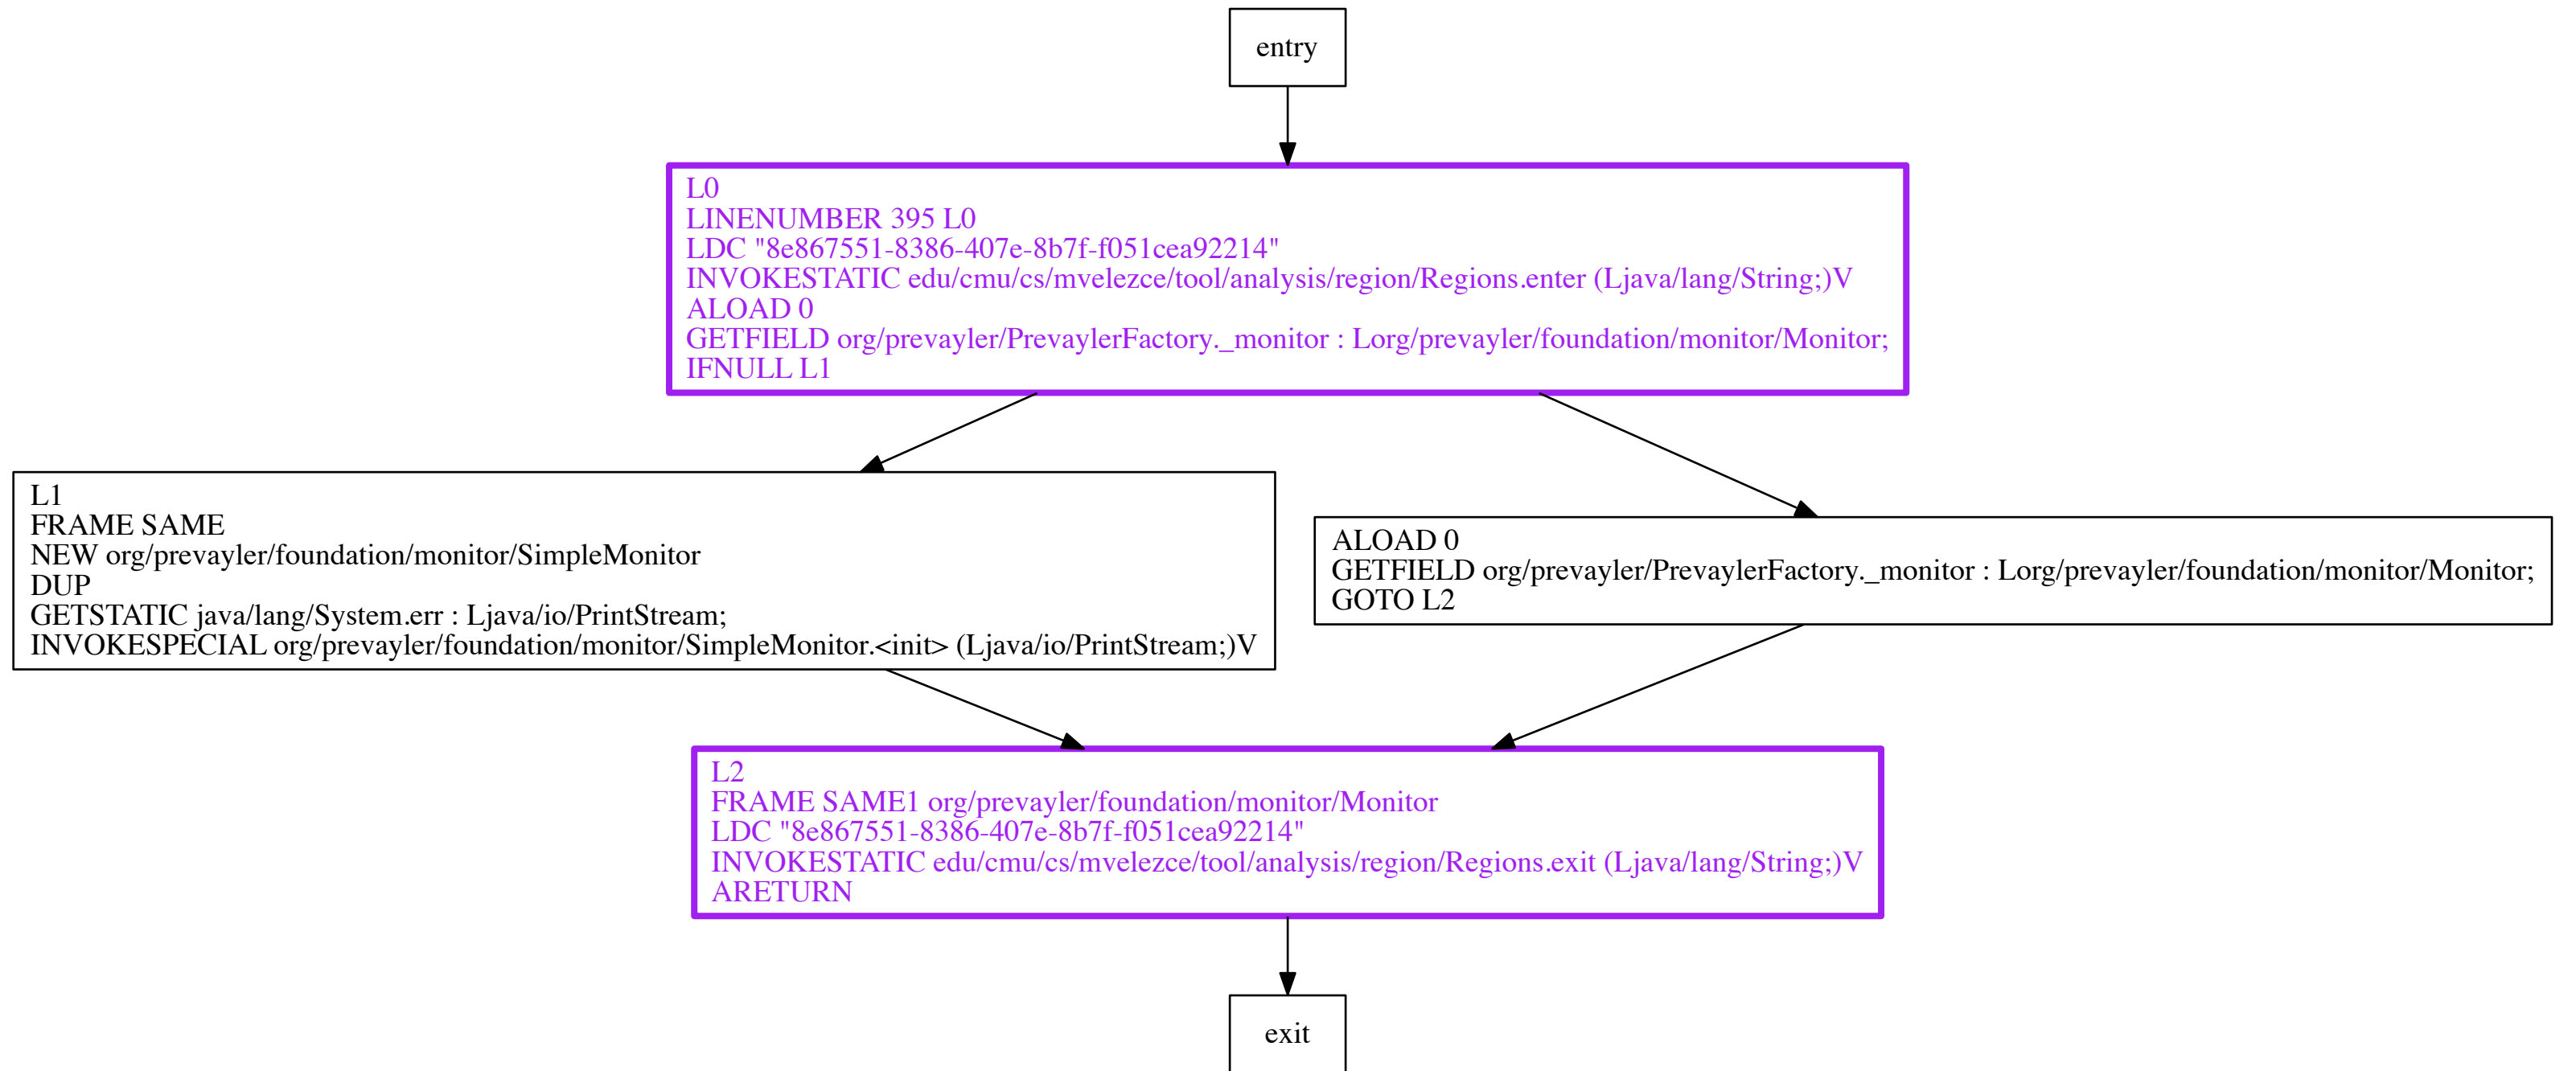 entry
L0
LINENUMBER 395 L0
LDC "8e867551-8386-407e-8b7f-f051cea92214"
INVOKESTATIC edu/cmu/cs/mvelezce/tool/analysis/region/Regions.enter (Ljava/lang/String;)V
ALOAD 0
GETFIELD org/prevayler/PrevaylerFactory._monitor : Lorg/prevayler/foundation/monitor/Monitor;
IFNULL L1
L1
FRAME SAME
NEW org/prevayler/foundation/monitor/SimpleMonitor
DUP
GETSTATIC java/lang/System.err : Ljava/io/PrintStream;
INVOKESPECIAL org/prevayler/foundation/monitor/SimpleMonitor.<init> (Ljava/io/PrintStream;)V
ALOAD 0
GETFIELD org/prevayler/PrevaylerFactory._monitor : Lorg/prevayler/foundation/monitor/Monitor;
GOTO L2
L2
FRAME SAME1 org/prevayler/foundation/monitor/Monitor
LDC "8e867551-8386-407e-8b7f-f051cea92214"
INVOKESTATIC edu/cmu/cs/mvelezce/tool/analysis/region/Regions.exit (Ljava/lang/String;)V
ARETURN
exit